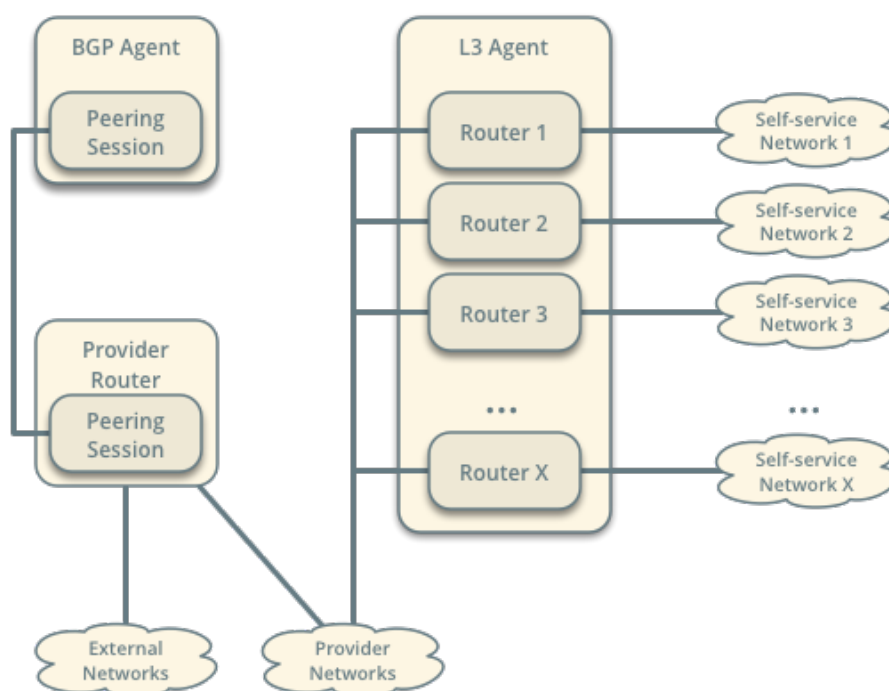 BGP Agent
Peering
Session
Provider
Router
Peering
Session
External
Networks
Provider
Networks
L3 Agent
Router 1
Router 2
Router 3
...
Router X
Self-service
Network 1
Self-service
Network 2
Self-service
Network 3
...
Self-service
Network X